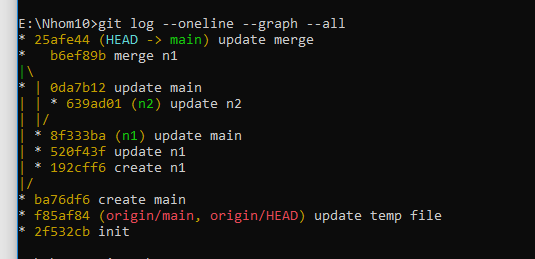 E:\Nhom10>git log --oneline --graph --all
* 25afe44 (HEAD -> main) update merge
*   b6ef89b merge n1
|\
* | 0da7b12 update main
| | * 639ad01 (n2) update n2
| |/
| * 8f333ba (n1) update main
| * 520f43f update n1
| * 192cff6 create n1
|/
* ba76df6 create main
* f85af84 (origin/main, origin/HEAD) update temp file
* 2f532cb init